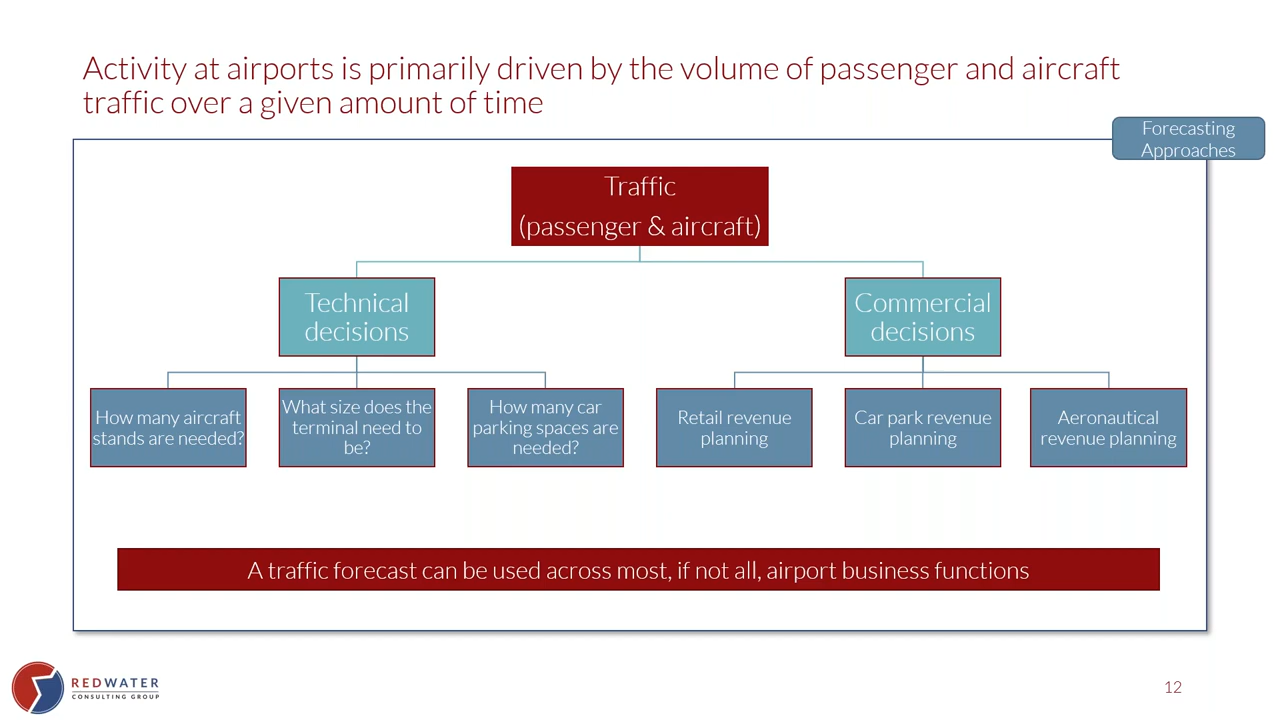 Activity at airports is primarily driven by the volume of passenger and aircraft
traffic over a given amount of time
Forecasting
Approaches
Traffic
(passenger & aircraft)
Technical
decisions
Commercial
decisions
How many aircraft
stands are needed?
What size does the
terminal need to
be?
How many car
parking spaces are
needed?
Retail revenue
planning
Car park revenue
planning
Aeronautical
revenue planning
A traffic forecast can be used across most, if not all, airport business functions
REDWATER
CONSULTING GROUP
12